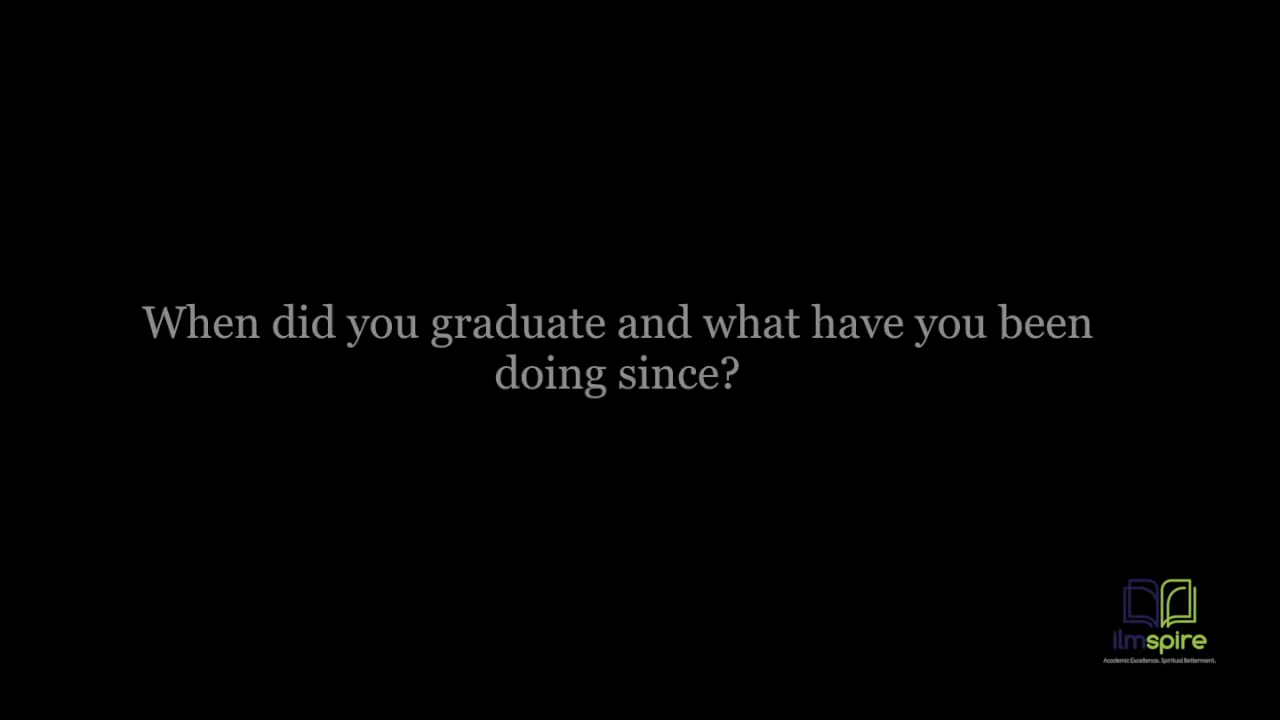 When did you graduate and what have you been
doing since?
ilmspire
Academic Excellence. Spiritual Betterment.